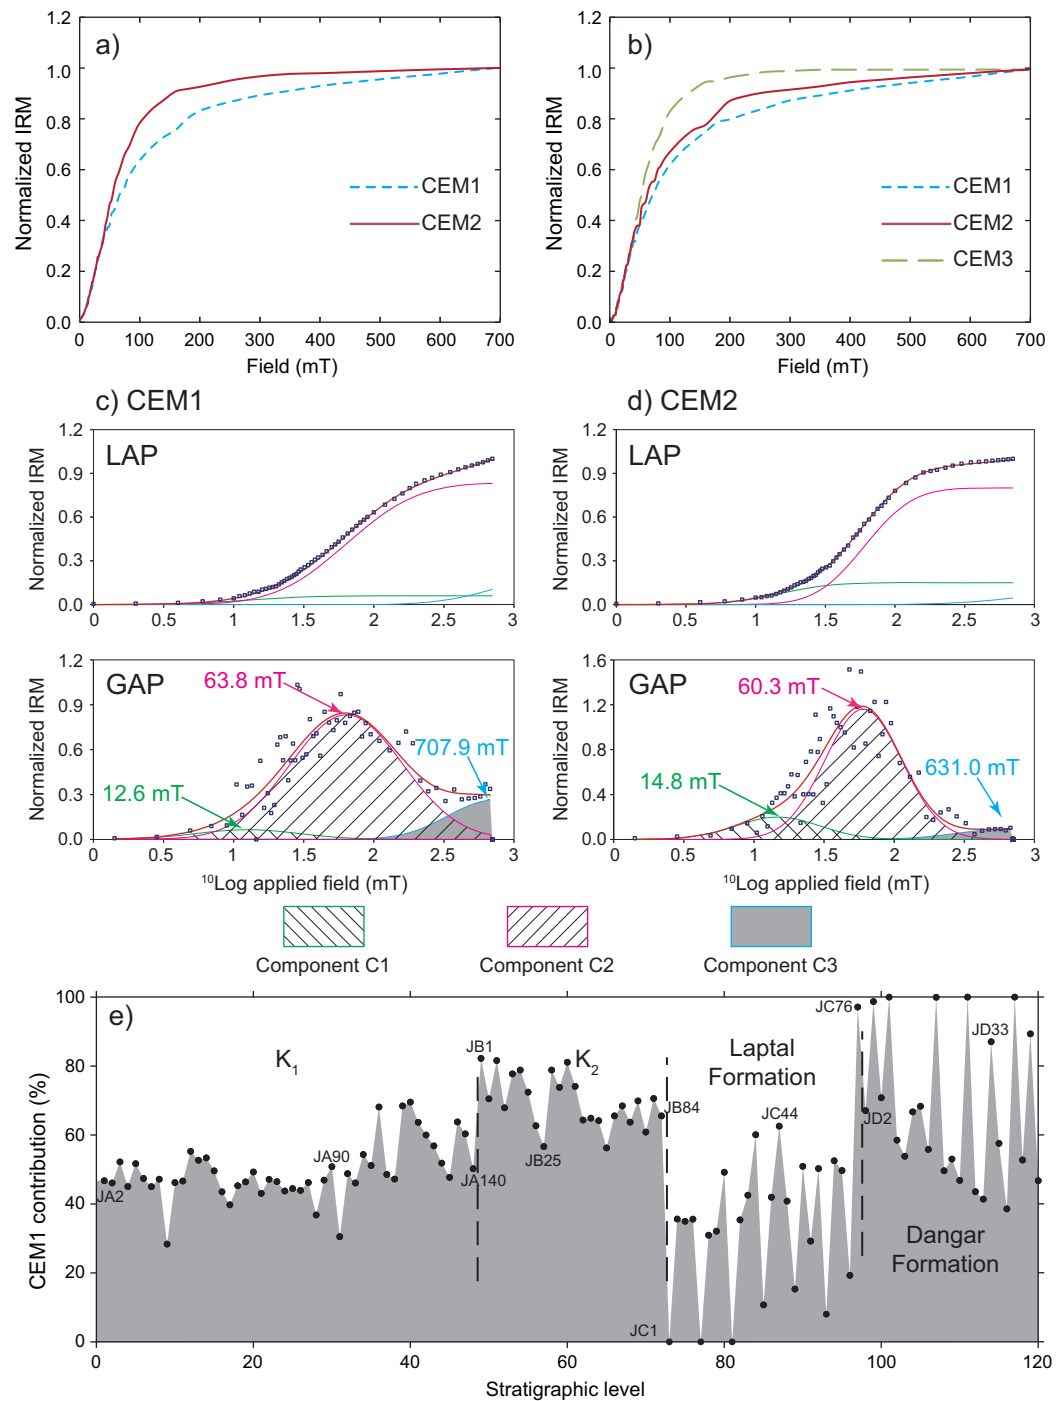 a)
1.2
1.0
0.8
0.6
0.4
0.2
0.0
Normalized IRM
CEM1
CEM2
0 100 200 300 400 500 600 700
Field (mT)
b)
1.2
1.0
0.8
0.6
0.4
0.2
0.0
Normalized IRM
CEM1
CEM2
CEM3
0 100 200 300 400 500 600 700
Field (mT)
c) CEM1
LAP
1.2
0.9
0.6
0.3
0.0
Normalized IRM
0 0.5 1 1.5 2 2.5 3
GAP
1.2
0.9
0.6
0.3
0.0
Normalized IRM
63.8 mT
707.9 mT
12.6 mT
0 0.5 1 1.5 2 2.5 3
10Log applied field (mT)
d) CEM2
LAP
1.2
0.9
0.6
0.3
0.0
Normalized IRM
0 0.5 1 1.5 2 2.5 3
GAP
1.6
1.2
0.8
0.4
0.0
Normalized IRM
60.3 mT
631.0 mT
14.8 mT
0 0.5 1 1.5 2 2.5 3
10Log applied field (mT)
Component C1
Component C2
Component C3
e)
100
80
60
40
20
0
CEM1 contribution (%)
K1
K2
Laptal
Formation
Dangar
Formation
JA2
JA90
JA140
JB1
JB25
JB84
JC1
JC44
JC76
JD2
JD33
0 20 40 60 80 100 120
Stratigraphic level